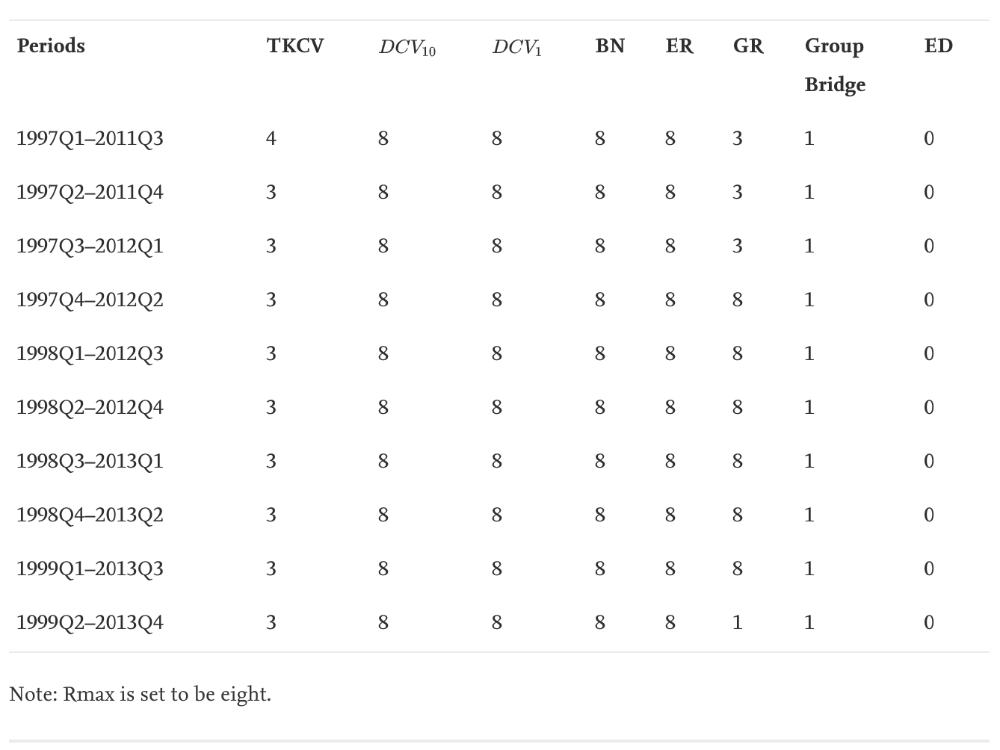 Periods TKCV DCV₁₀ DCV₁ BN ER GR Group ED
Bridge
1997Q1–2011Q3 4 8 8 8 8 3 1 0
1997Q2–2011Q4 3 8 8 8 8 3 1 0
1997Q3–2012Q1 3 8 8 8 8 3 1 0
1997Q4–2012Q2 3 8 8 8 8 8 1 0
1998Q1–2012Q3 3 8 8 8 8 8 1 0
1998Q2–2012Q4 3 8 8 8 8 8 1 0
1998Q3–2013Q1 3 8 8 8 8 8 1 0
1998Q4–2013Q2 3 8 8 8 8 8 1 0
1999Q1–2013Q3 3 8 8 8 8 8 1 0
1999Q2–2013Q4 3 8 8 8 8 1 1 0
Note: Rmax is set to be eight.